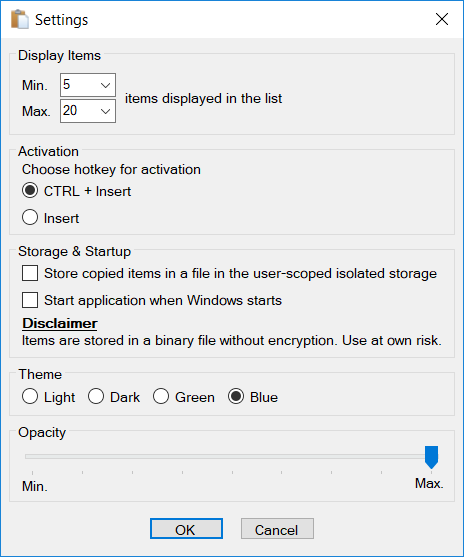 Settings
Display Items
Min. 5
items displayed in the list
Max. 20
Activation
Choose hotkey for activation
CTRL + Insert
Insert
Storage & Startup
Store copied items in a file in the user-scoped isolated storage
Start application when Windows starts
Disclaimer
Items are stored in a binary file without encryption. Use at own risk.
Theme
Light Dark Green Blue
Opacity
Min. Max.
OK Cancel